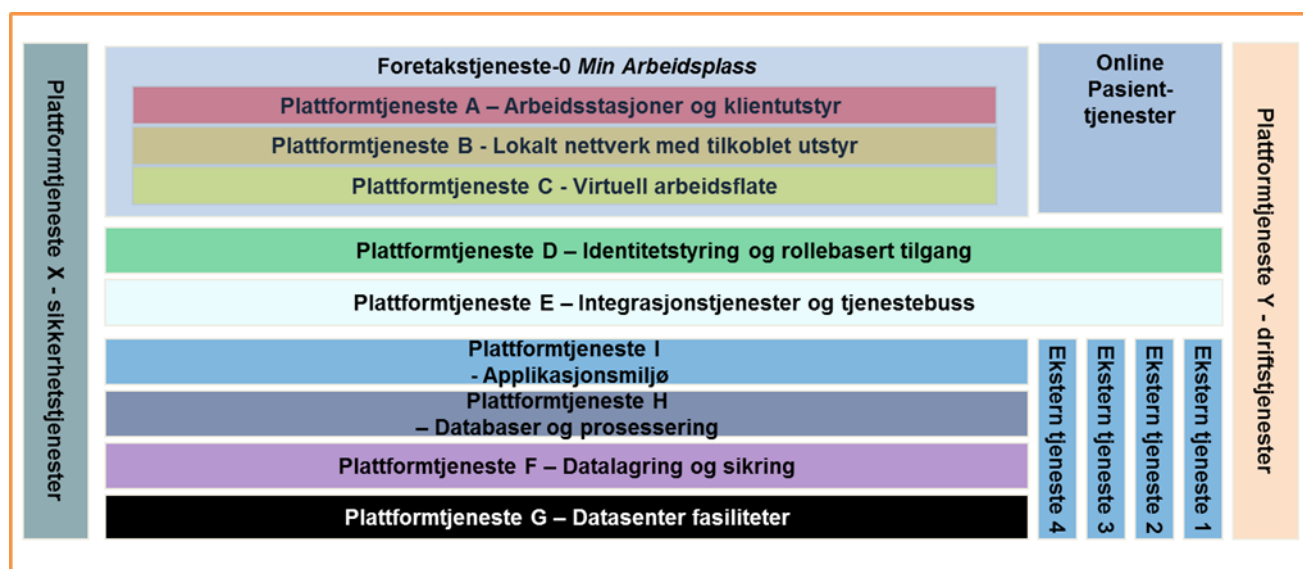 Plattformtjeneste X - sikkerhetstjenester
Foretakstjeneste-0 Min Arbeidsplass
Plattformtjeneste A – Arbeidsstasjoner og klientutstyr
Plattformtjeneste B - Lokalt nettverk med tilkoblet utstyr
Plattformtjeneste C - Virtuell arbeidsflate
Online
Pasient-
tjenester
Plattformtjeneste D – Identitetstyring og rollebasert tilgang
Plattformtjeneste E – Integrasjonstjenester og tjenestebuss
Plattformtjeneste I
- Applikasjonsmiljø
Plattformtjeneste H
– Databaser og prosessering
Plattformtjeneste F – Datalagring og sikring
Plattformtjeneste G – Datasenter fasiliteter
Ekstern tjeneste 4
Ekstern tjeneste 3
Ekstern tjeneste 2
Ekstern tjeneste 1
Plattformtjeneste Y - driftstjenester